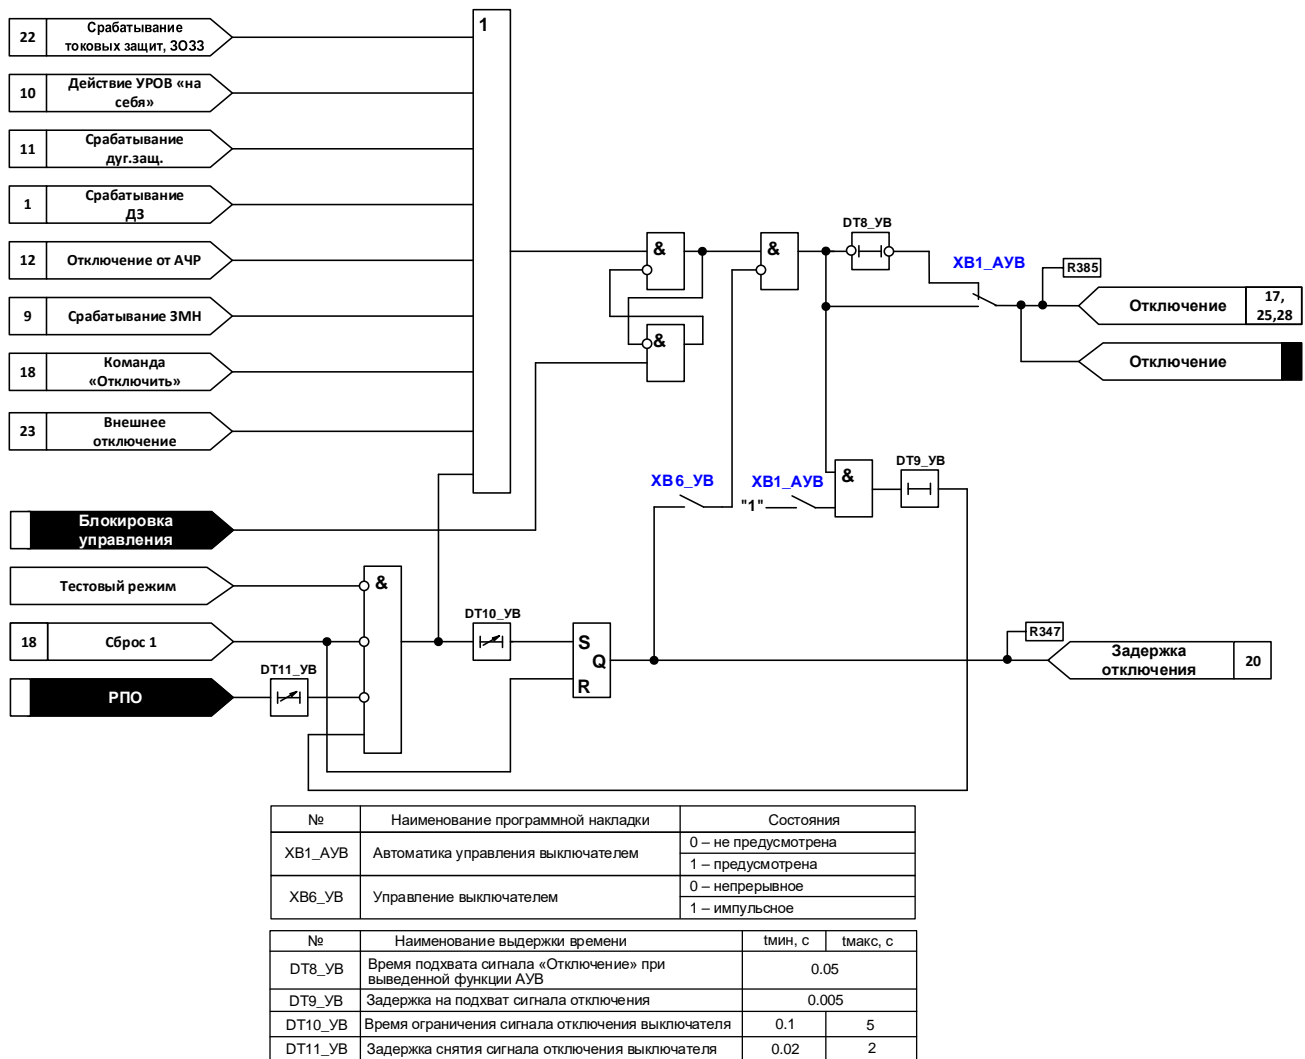 22 Срабатывание
токовых защит, ЗОЗЗ
10 Действие УРОВ «на
себя»
11 Срабатывание
дуг.защ.
1 Срабатывание
ДЗ
12 Отключение от АЧР
9 Срабатывание ЗМН
18 Команда
«Отключить»
23 Внешнее
отключение
Блокировка
управления
Тестовый режим
18 Сброс 1
РПО
1
&
&
&
DT8_УВ
XB1_АУВ
R385
Отключение 17,
25,28
Отключение
XB6_УВ
XB1_АУВ
"1"
&
DT9_УВ
&
DT10_УВ
DT11_УВ
S
Q
R
R347
Задержка
отключения 20
№ Наименование программной накладки Состояния
XB1_АУВ Автоматика управления выключателем 0 – не предусмотрена
1 – предусмотрена
XB6_УВ Управление выключателем 0 – непрерывное
1 – импульсное
№ Наименование выдержки времени tмин, с tмакс, с
DT8_УВ Время подхвата сигнала «Отключение» при
выведенной функции АУВ 0.05
DT9_УВ Задержка на подхват сигнала отключения 0.005
DT10_УВ Время ограничения сигнала отключения выключателя 0.1 5
DT11_УВ Задержка снятия сигнала отключения выключателя 0.02 2